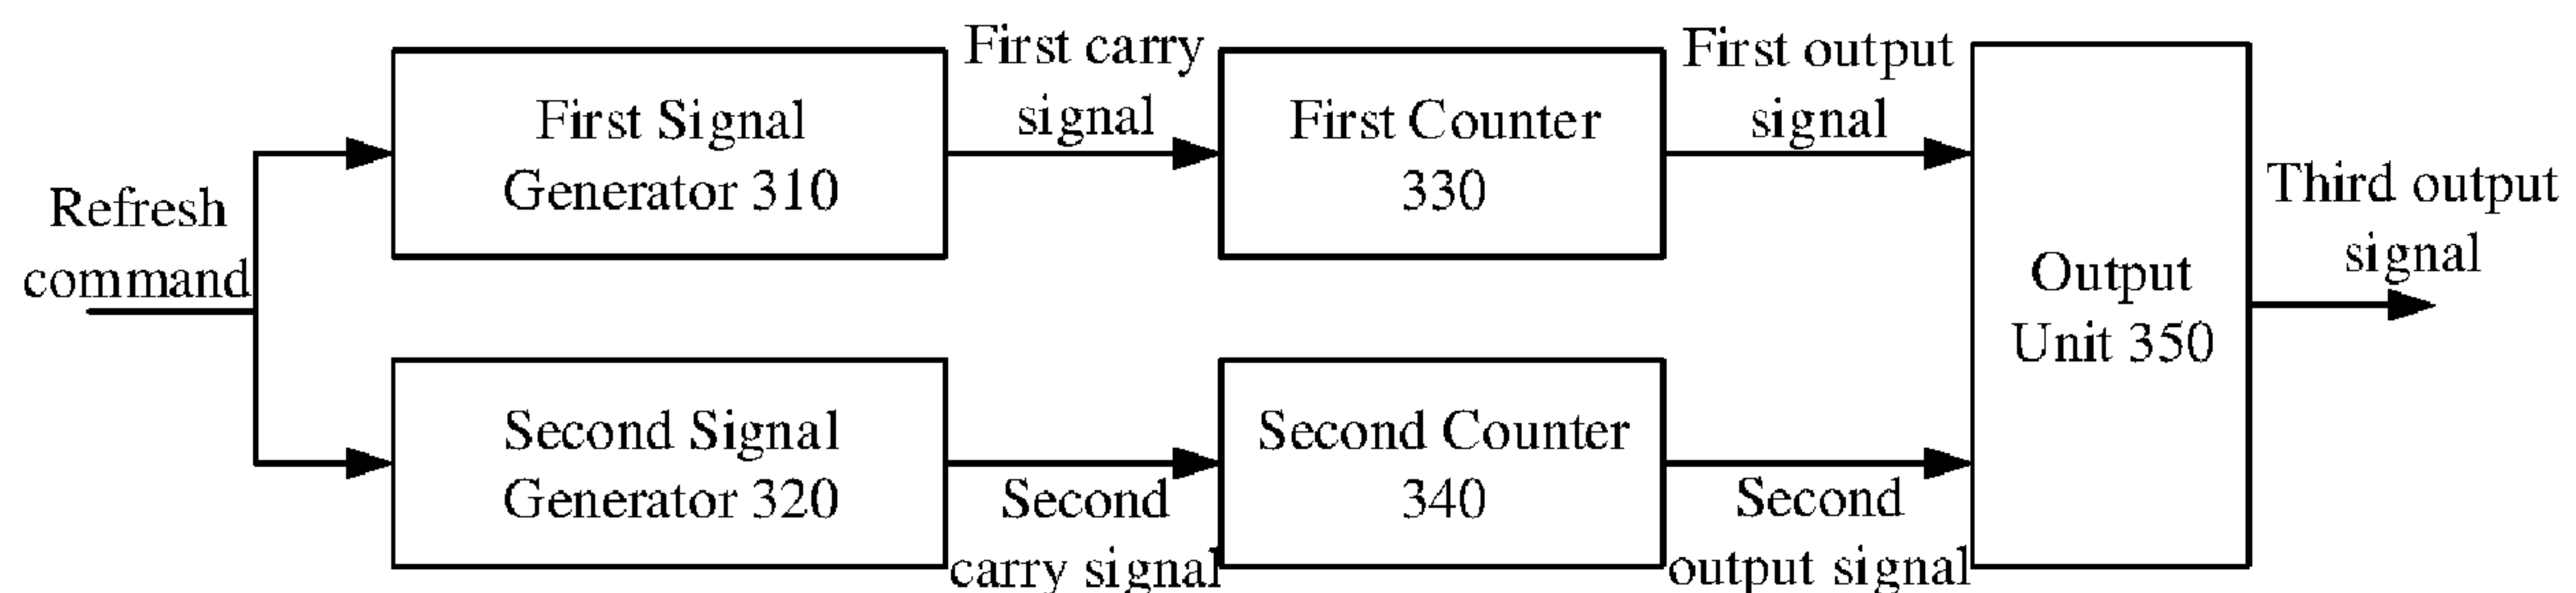 Refresh
command
First Signal
Generator 310
First carry
signal
First Counter
330
First output
signal
Second Signal
Generator 320
Second
carry signal
Second Counter
340
Second
output signal
Output
Unit 350
Third output
signal